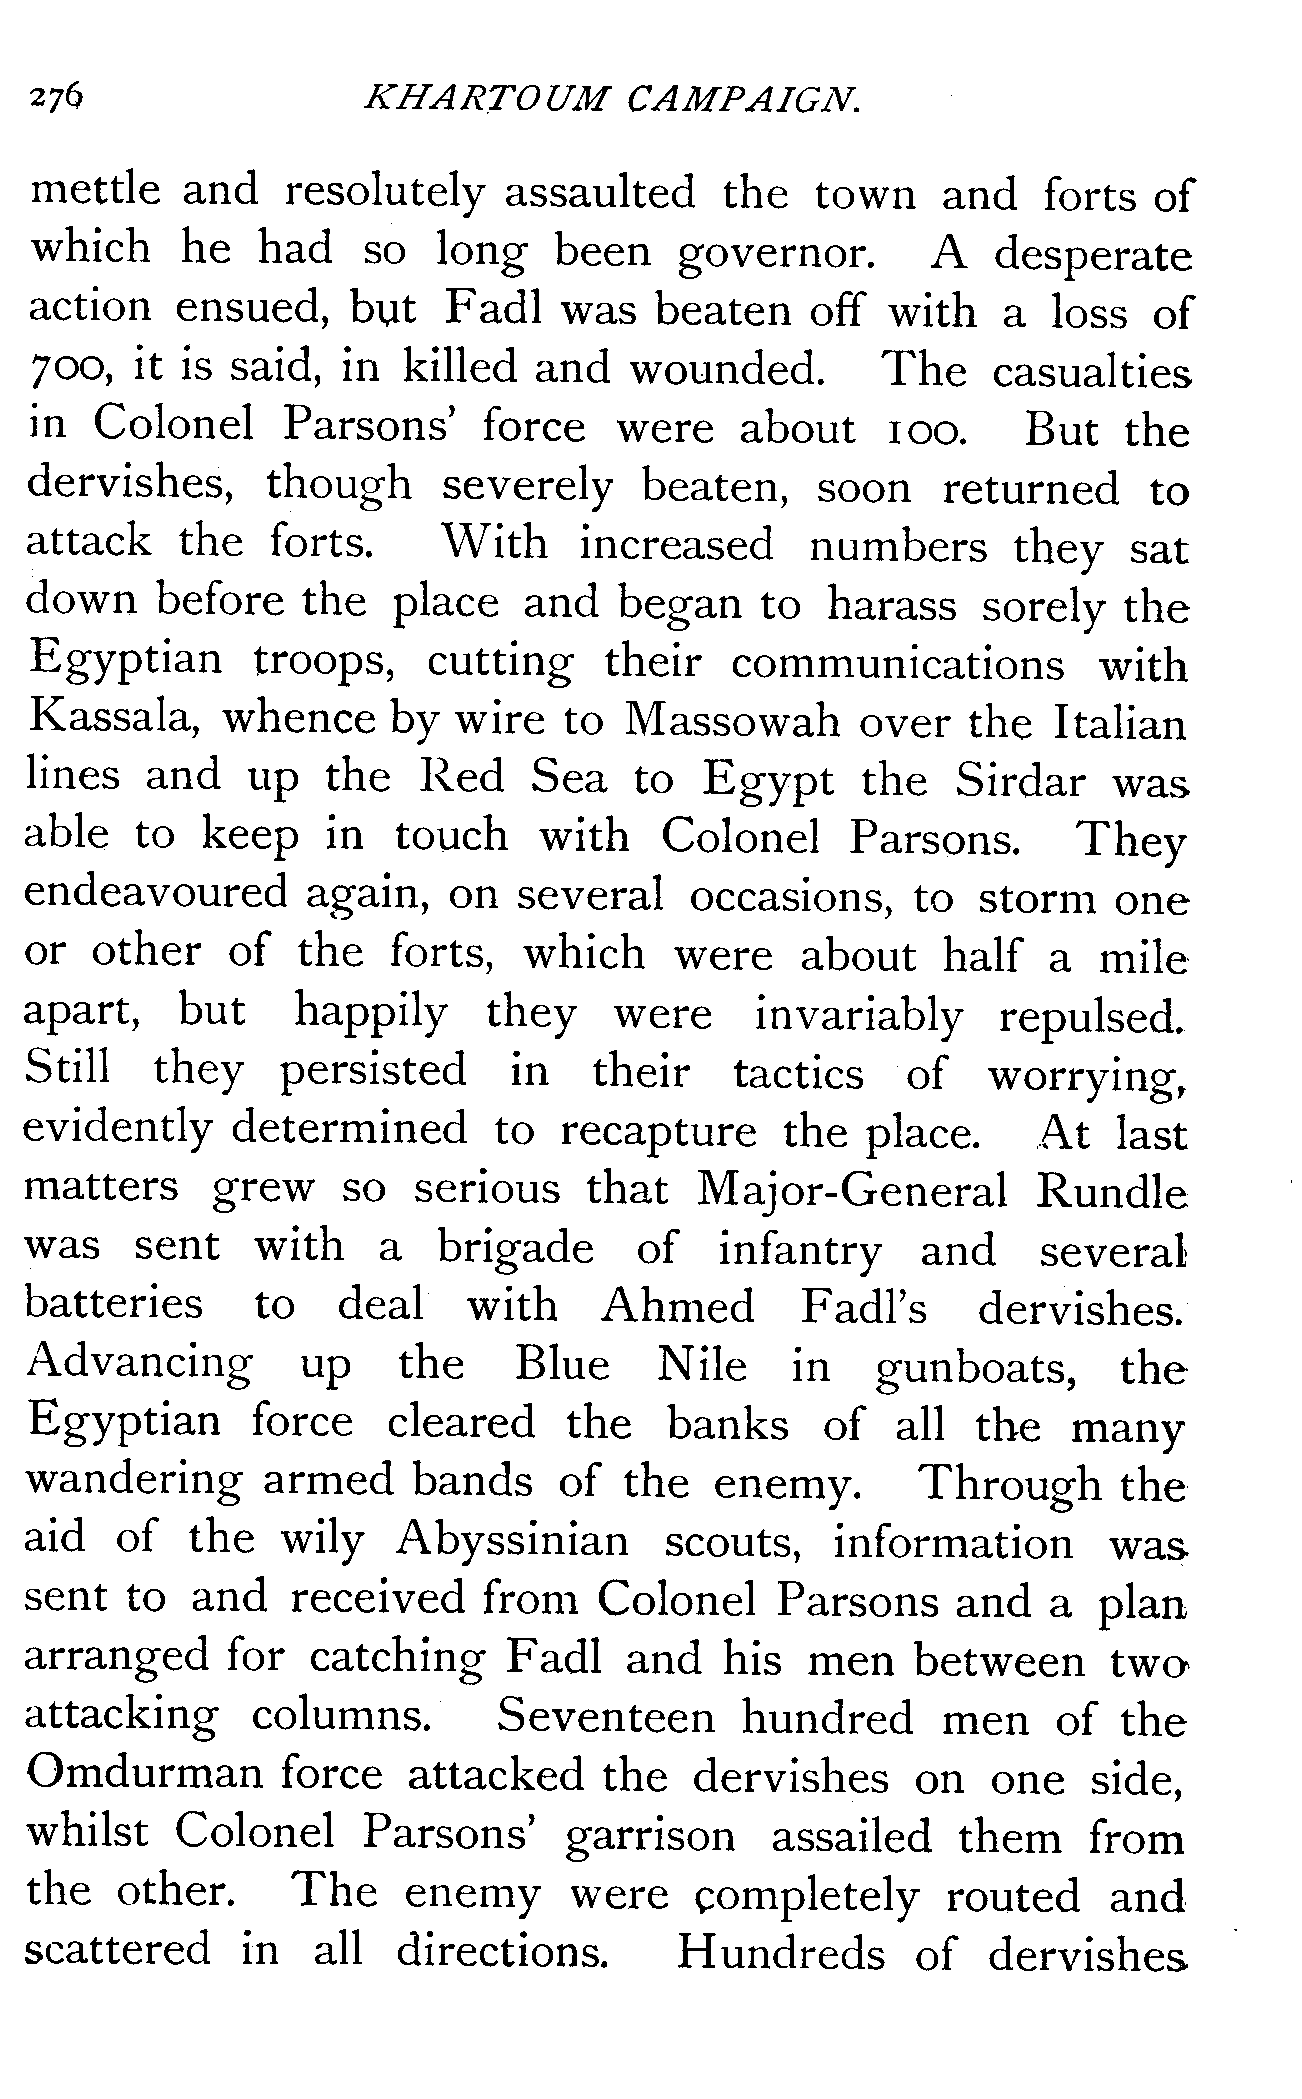 276 KHARTOUM CAMPAIGN.
mettle and resolutely assaulted the town and forts of
which he had so long been governor. A desperate
action ensued, but Fadl was beaten off with a loss of
700, it is said, in killed and wounded. The casualties
in Colonel Parsons' force were about 100. But the
dervishes, though severely beaten, soon returned to
attack the forts. With increased numbers they sat
down before the place and began to harass sorely the
Egyptian troops, cutting their communications with
Kassala, whence by wire to Massowah over the Italian
lines and up the Red Sea to Egypt the Sirdar was
able to keep in touch with Colonel Parsons. They
endeavoured again, on several occasions, to storm one
or other of the forts, which were about half a mile
apart, but happily they were invariably repulsed.
Still they persisted in their tactics of worrying,
evidently determined to recapture the place. At last
matters grew so serious that Major-General Rundle
was sent with a brigade of infantry and several
batteries to deal with Ahmed Fadl's dervishes.
Advancing up the Blue Nile in gunboats, the
Egyptian force cleared the banks of all the many
wandering armed bands of the enemy. Through the
aid of the wily Abyssinian scouts, information was
sent to and received from Colonel Parsons and a plan
arranged for catching Fadl and his men between two
attacking columns. Seventeen hundred men of the
Omdurman force attacked the dervishes on one side,
whilst Colonel Parsons' garrison assailed them from
the other. The enemy were completely routed and
scattered in all directions. Hundreds of dervishes